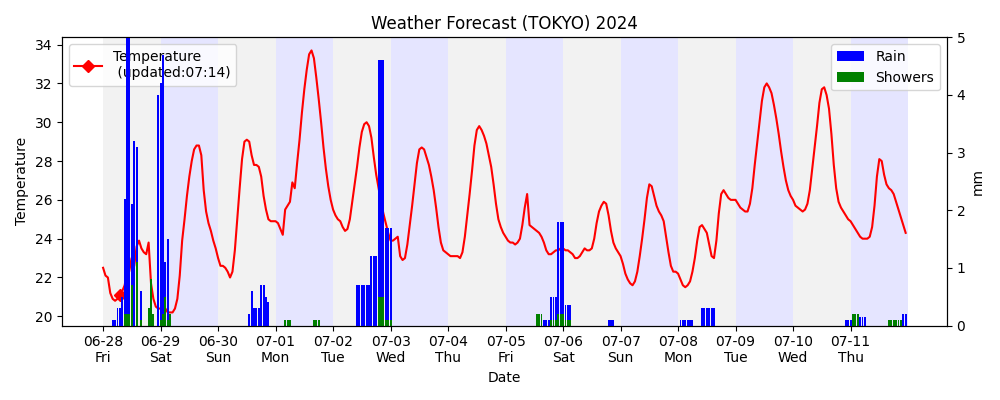 Weather Forecast (TOKYO) 2024
Temperature
(updated:07:14)
Rain
Showers
34
32
30
28
26
24
22
20
Temperature
5
4
3
2
1
0
mm
06-28 06-29 06-30 07-01 07-02 07-03 07-04 07-05 07-06 07-07 07-08 07-09 07-10 07-11
Fri Sat Sun Mon Tue Wed Thu Fri Sat Sun Mon Tue Wed Thu
Date